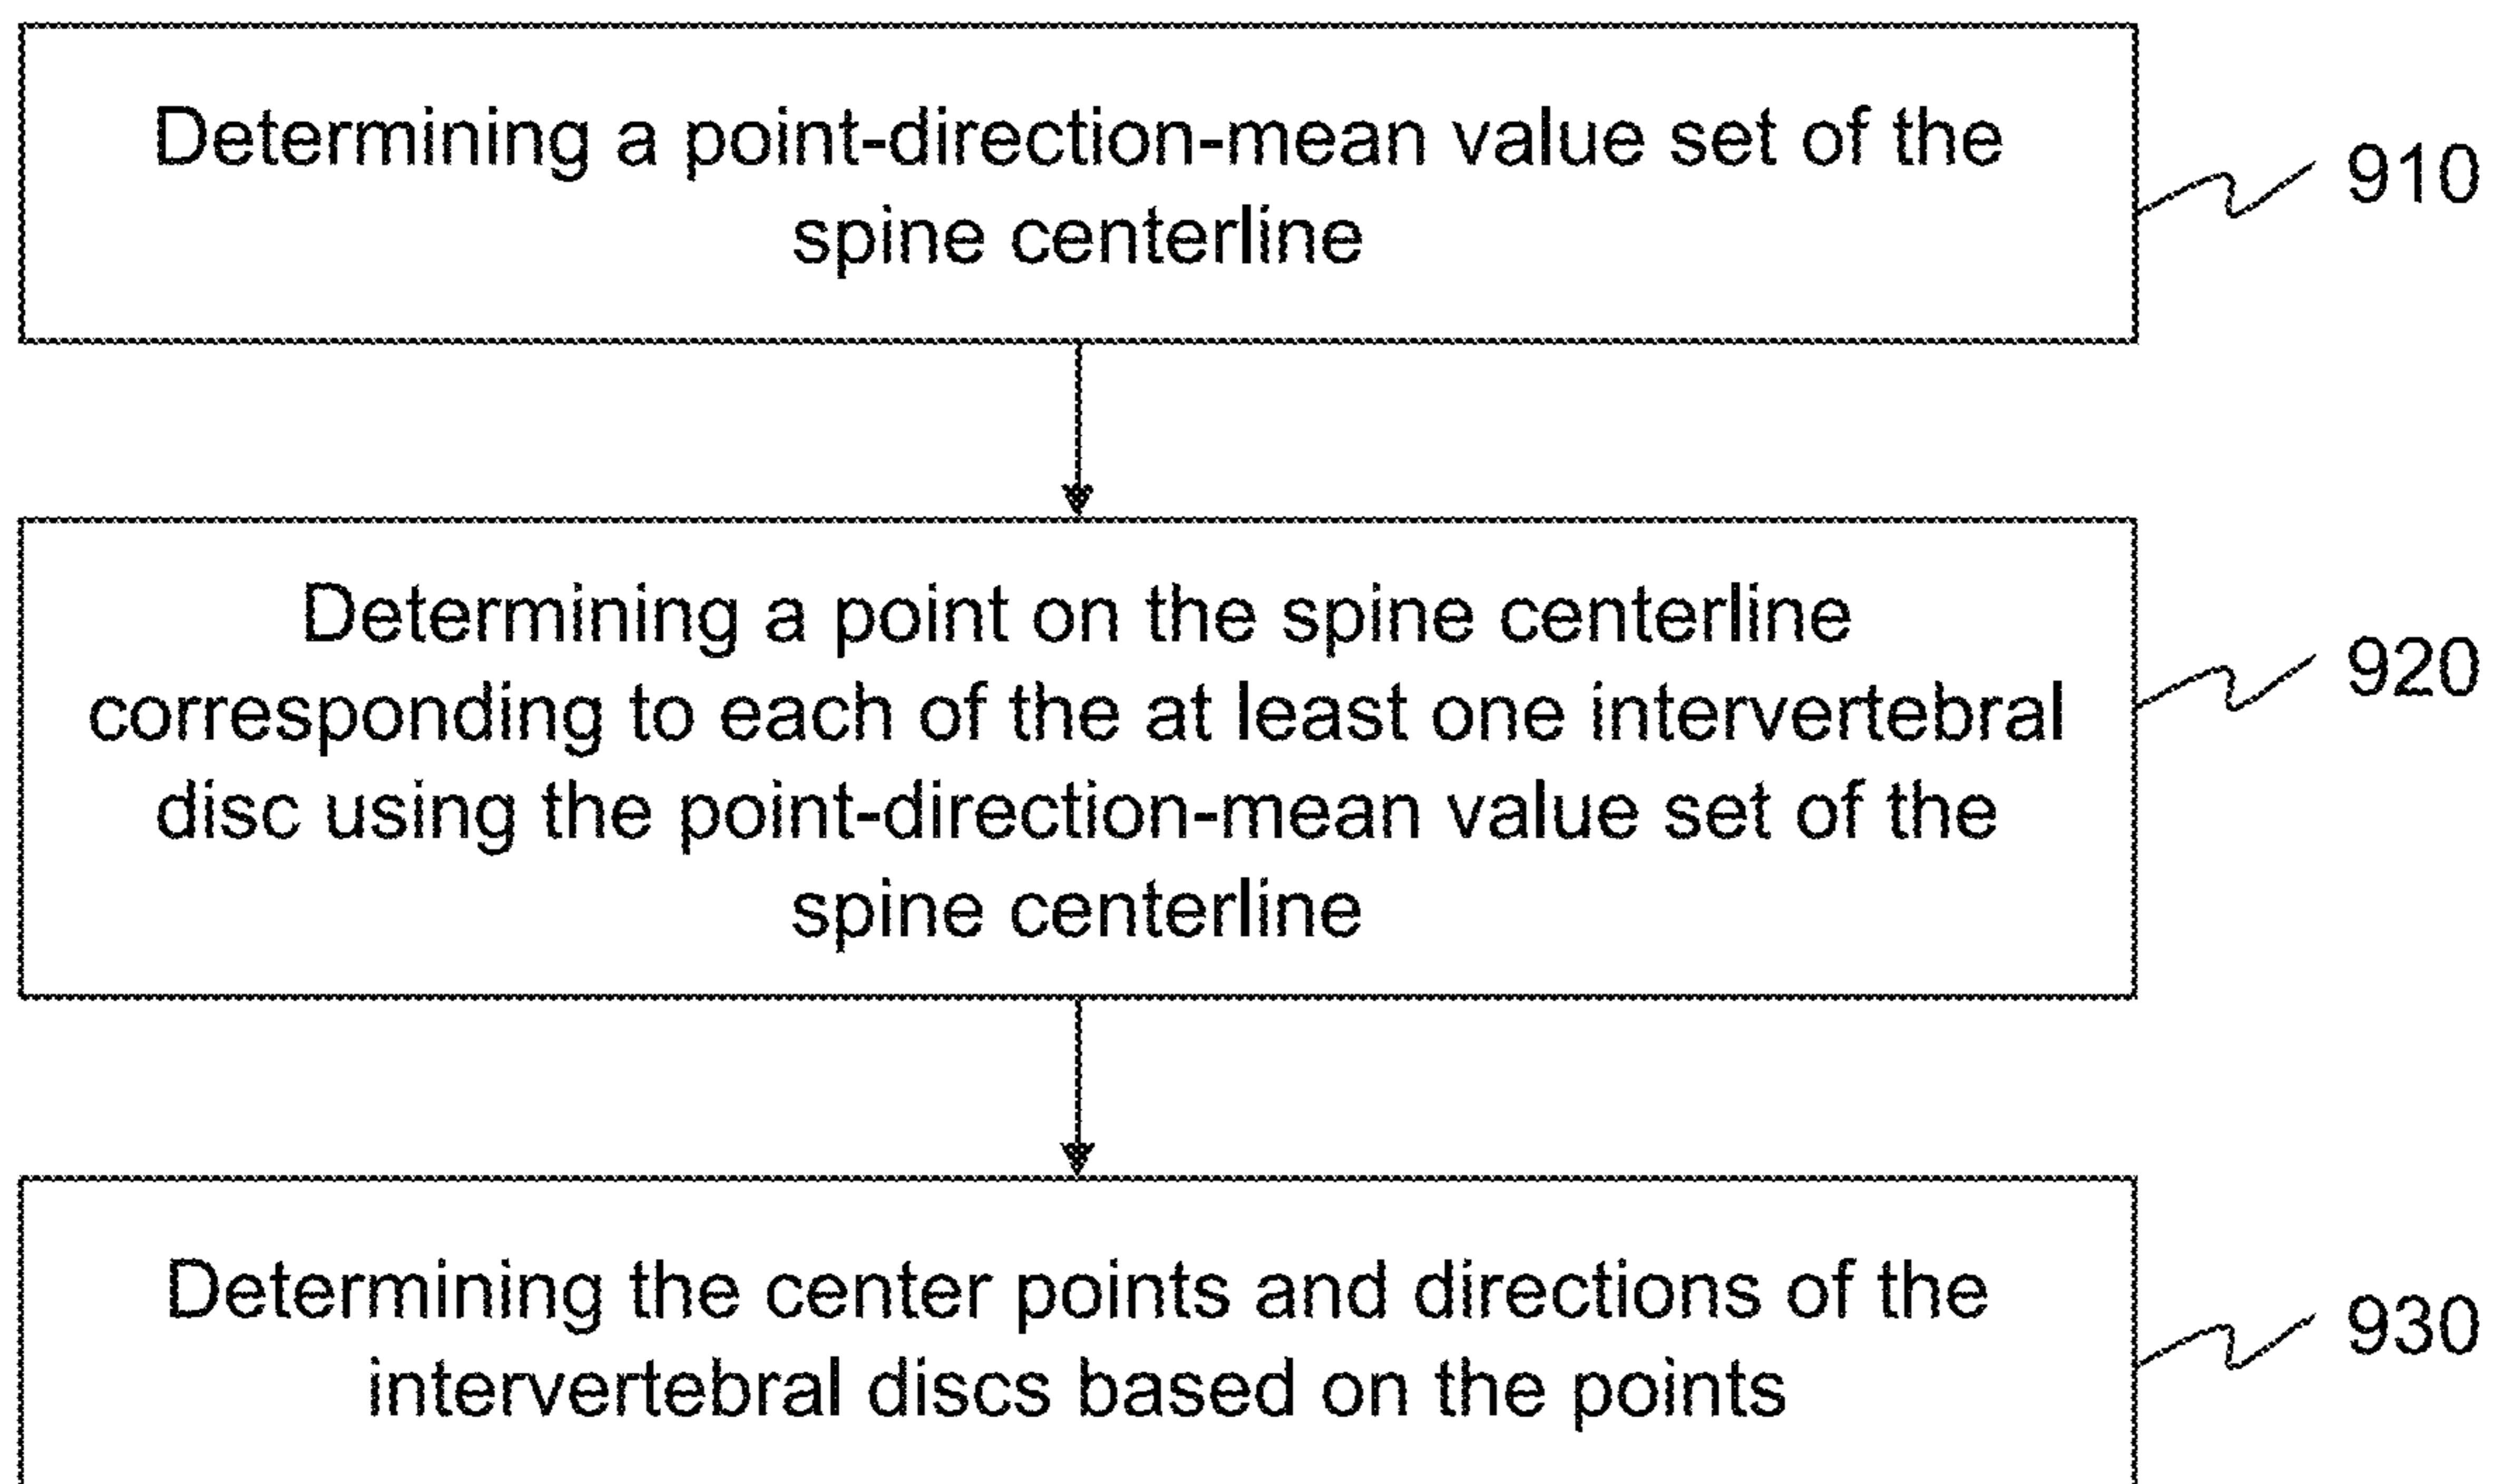 Determining a point-direction-mean value set of the
spine centerline
910
Determining a point on the spine centerline
corresponding to each of the at least one intervertebral
disc using the point-direction-mean value set of the
spine centerline
920
Determining the center points and directions of the
intervertebral discs based on the points
930